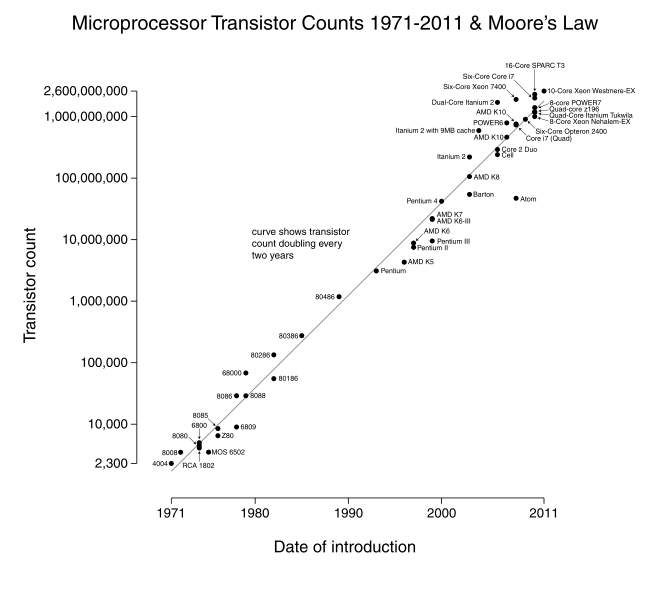 Microprocessor Transistor Counts 1971-2011 & Moore's Law
Transistor count
2,600,000,000
1,000,000,000
100,000,000
10,000,000
1,000,000
100,000
10,000
2,300
curve shows transistor
count doubling every
two years
16-Core SPARC T3
Six-Core Core i7
Six-Core Xeon 7400
10-Core Xeon Westmere-EX
Dual-Core Itanium 2
8-core POWER7
Quad-core z196
AMD K10
Quad-Core Itanium Tukwila
POWER6
8-Core Xeon Nehalem-EX
Itanium 2 with 9MB cache
Six-Core Opteron 2400
AMD K10
Core i7 (Quad)
Core 2 Duo
Itanium 2
Cell
AMD K8
Barton
Atom
Pentium 4
AMD K7
AMD K6-III
AMD K6
Pentium III
Pentium II
AMD K5
Pentium
80486
80386
80286
68000
80186
8086
8088
8085
6800
6809
8080
Z80
8008
MOS 6502
4004
RCA 1802
1971
1980
1990
2000
2011
Date of introduction